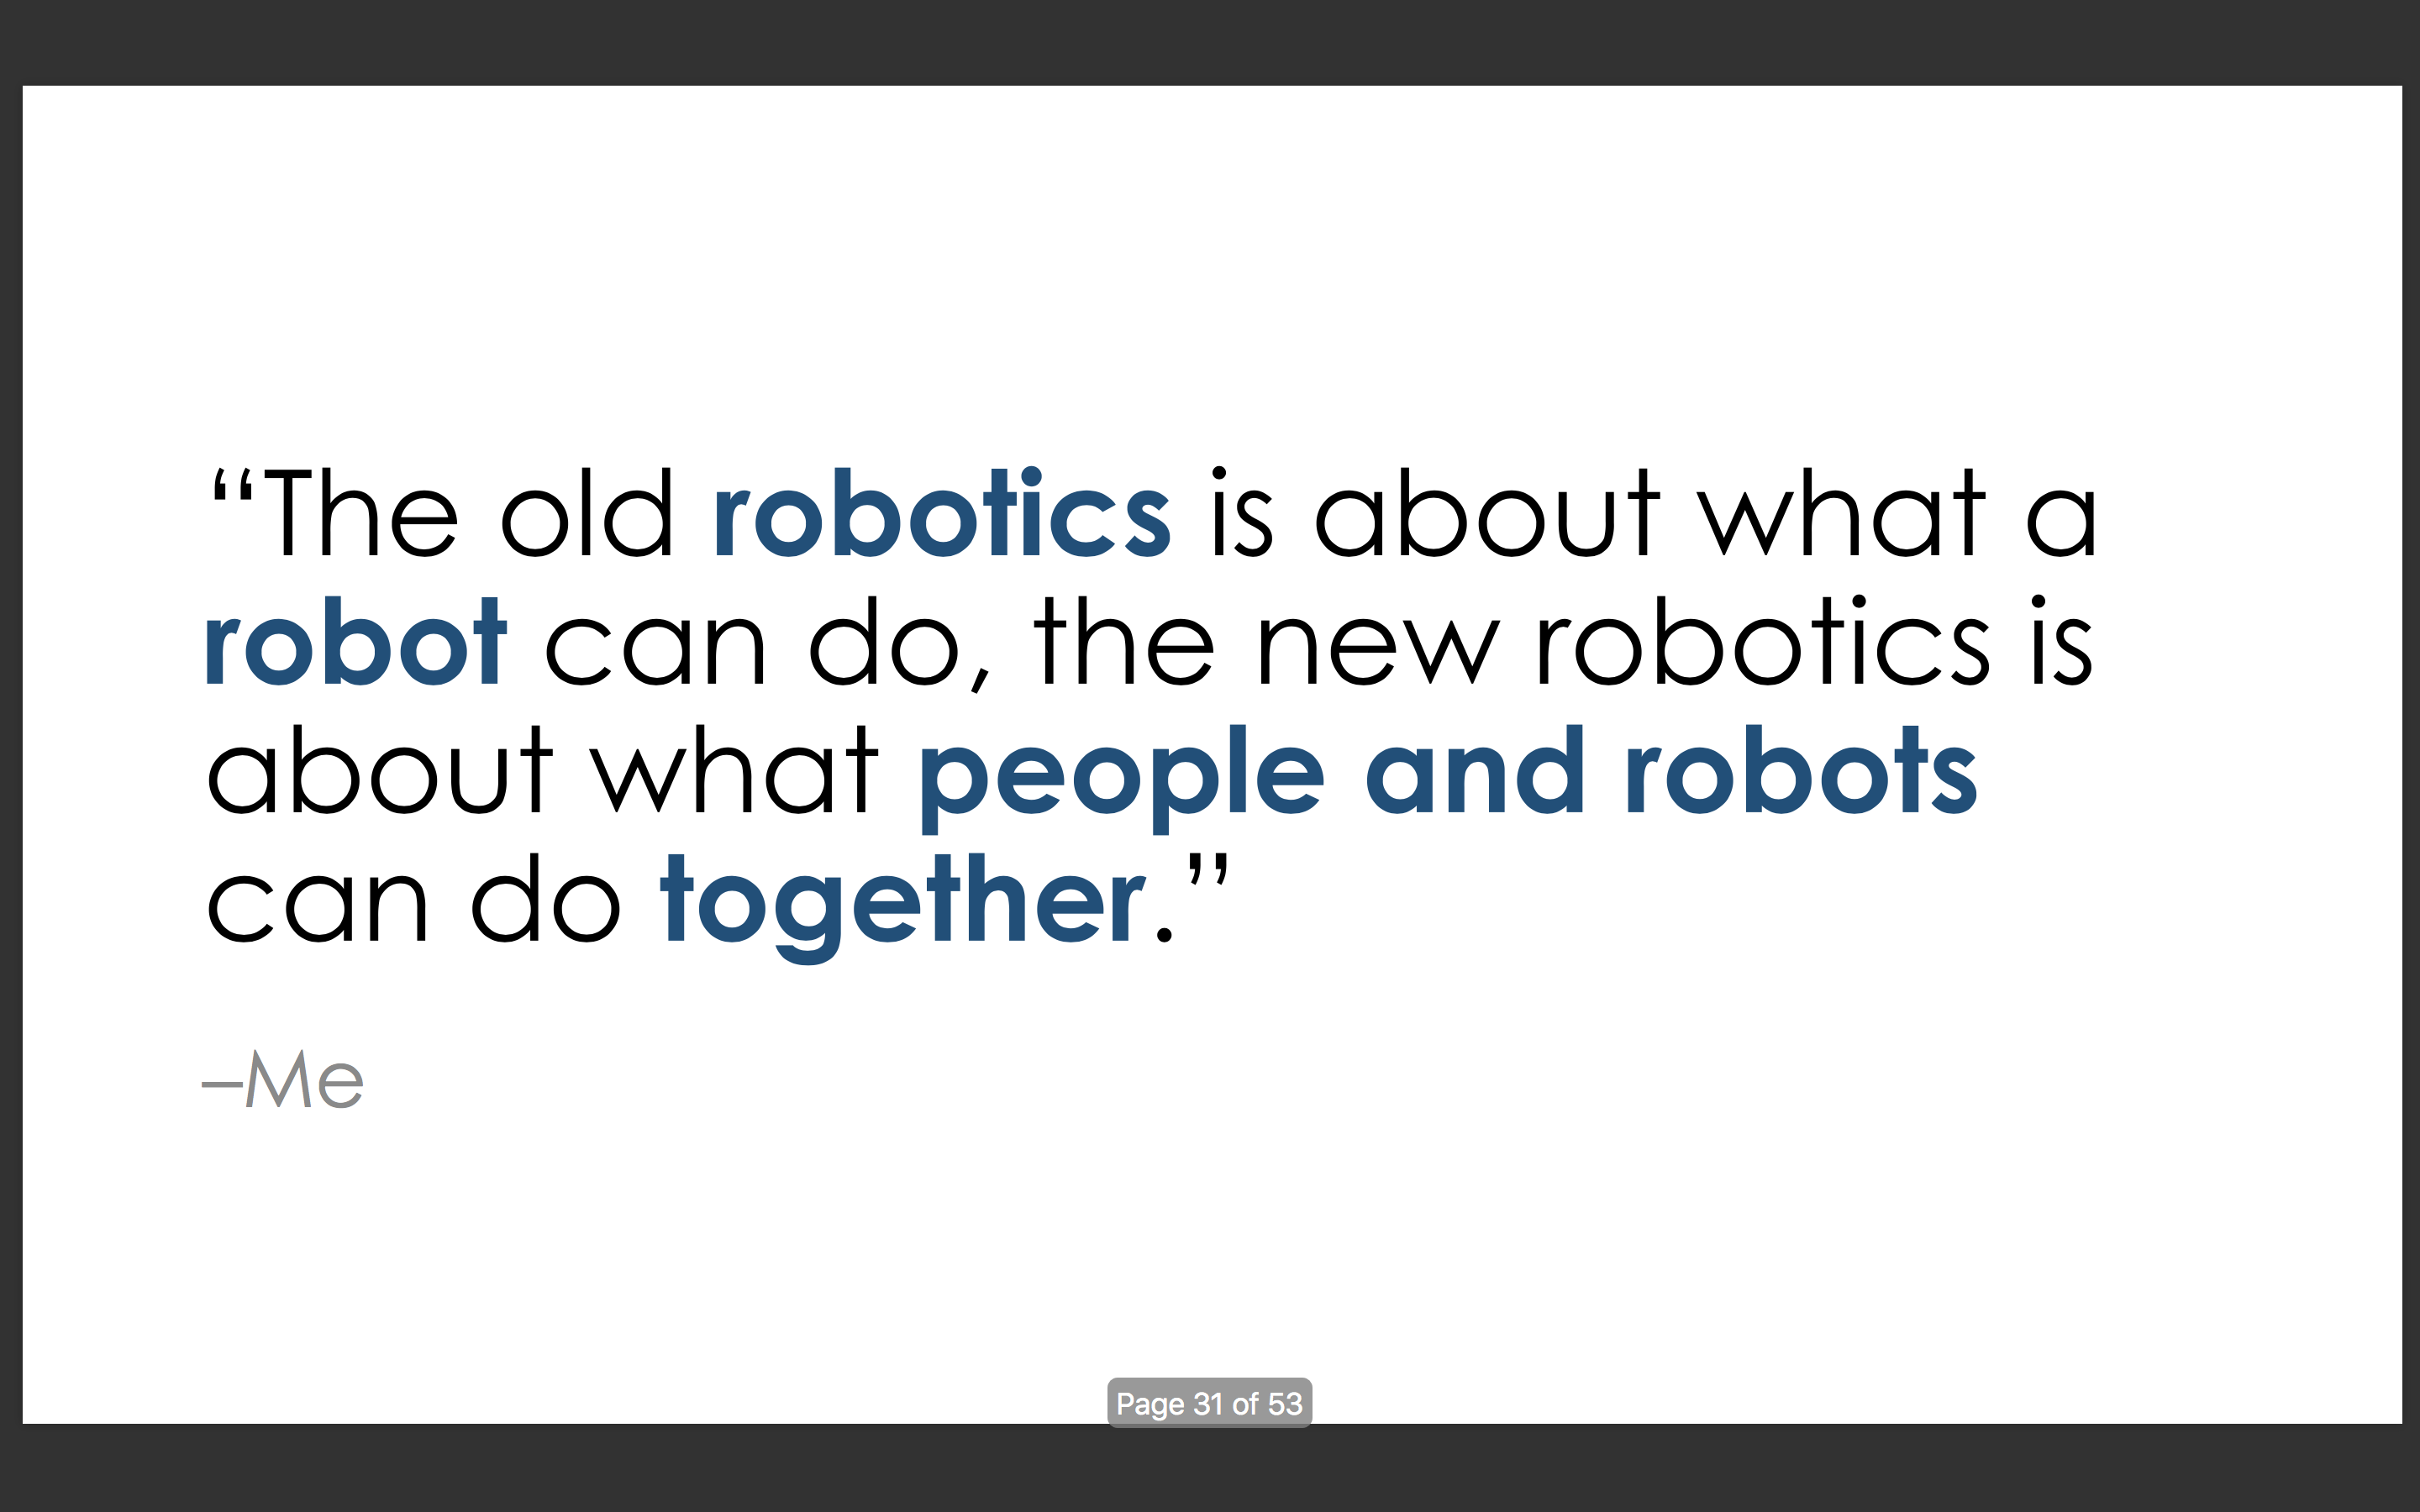 “The old robotics is about what a
robot can do, the new robotics is
about what people and robots
can do together.”
–Me
Page 31 of 53